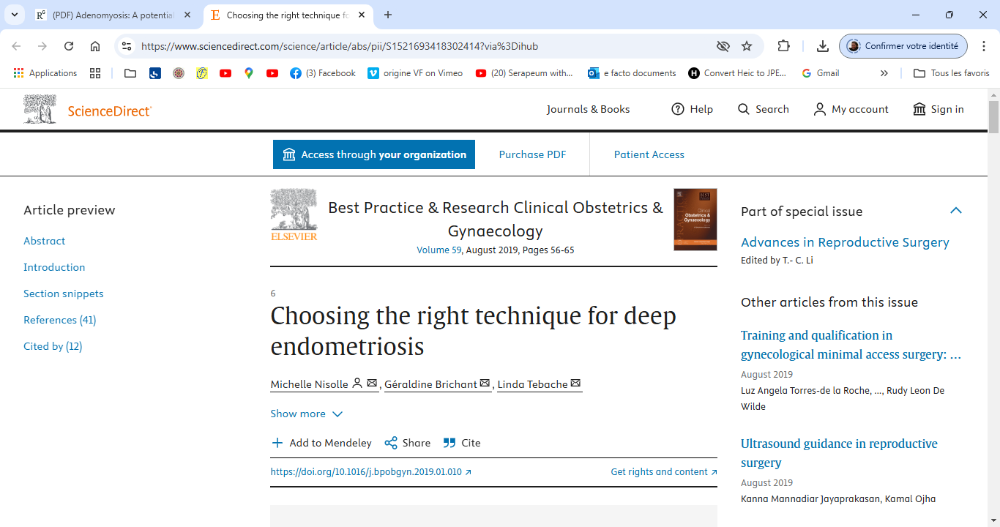 (PDF) Adenomyosis: A potential
Choosing the right technique fo
https://www.sciencedirect.com/science/article/abs/pii/S1521693418302414?via%3Dihub
Confirmer votre identité
Applications
(3) Facebook
origine VF on Vimeo
(20) Serapeum with...
e facto documents
Convert Heic to JPE...
Gmail
Tous les favoris
ScienceDirect
Journals & Books
Help
Search
My account
Sign in
Access through your organization
Purchase PDF
Patient Access
Article preview
Abstract
Introduction
Section snippets
References (41)
Cited by (12)
ELSEVIER
Best Practice & Research Clinical Obstetrics &
Gynaecology
Volume 59, August 2019, Pages 56-65
Clinical
Obstetrics &
Gynaecology
6
Choosing the right technique for deep
endometriosis
Michelle Nisolle , Géraldine Brichant , Linda Tebache
Show more
Add to Mendeley
Share
Cite
https://doi.org/10.1016/j.bpobgyn.2019.01.010
Get rights and content
Part of special issue
Advances in Reproductive Surgery
Edited by T.- C. Li
Other articles from this issue
Training and qualification in
gynecological minimal access surgery: ...
August 2019
Luz Angela Torres-de la Roche, ..., Rudy Leon De
Wilde
Ultrasound guidance in reproductive
surgery
August 2019
Kanna Mannadiar Jayaprakasan, Kamal Ojha